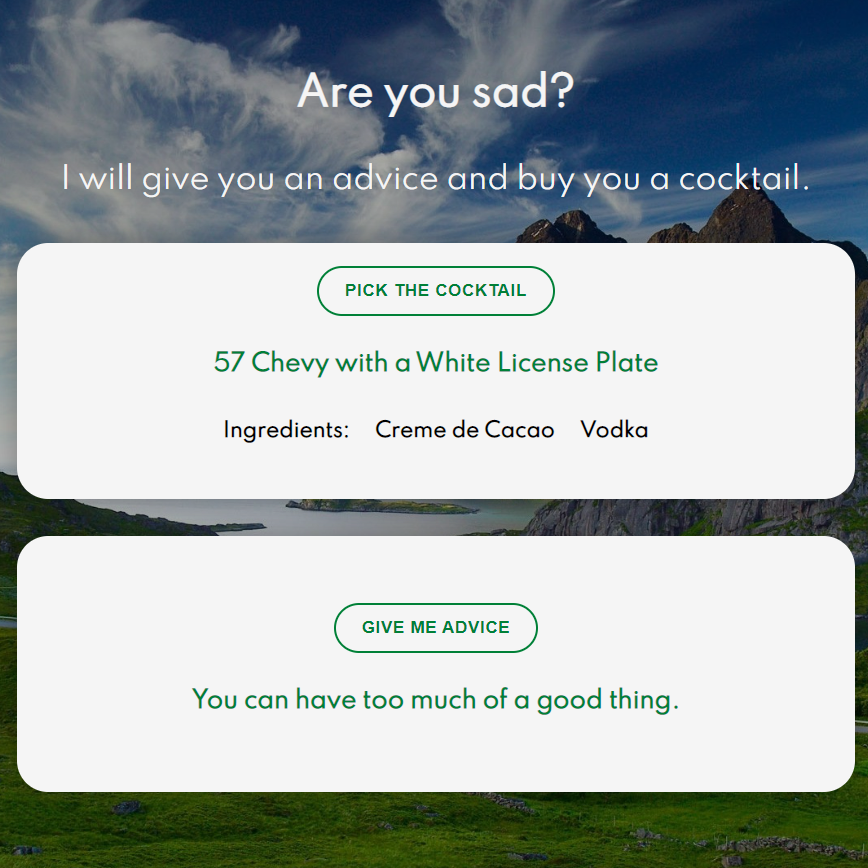 Are you sad?
I will give you an advice and buy you a cocktail.
PICK THE COCKTAIL
57 Chevy with a White License Plate
Ingredients: Creme de Cacao Vodka
GIVE ME ADVICE
You can have too much of a good thing.